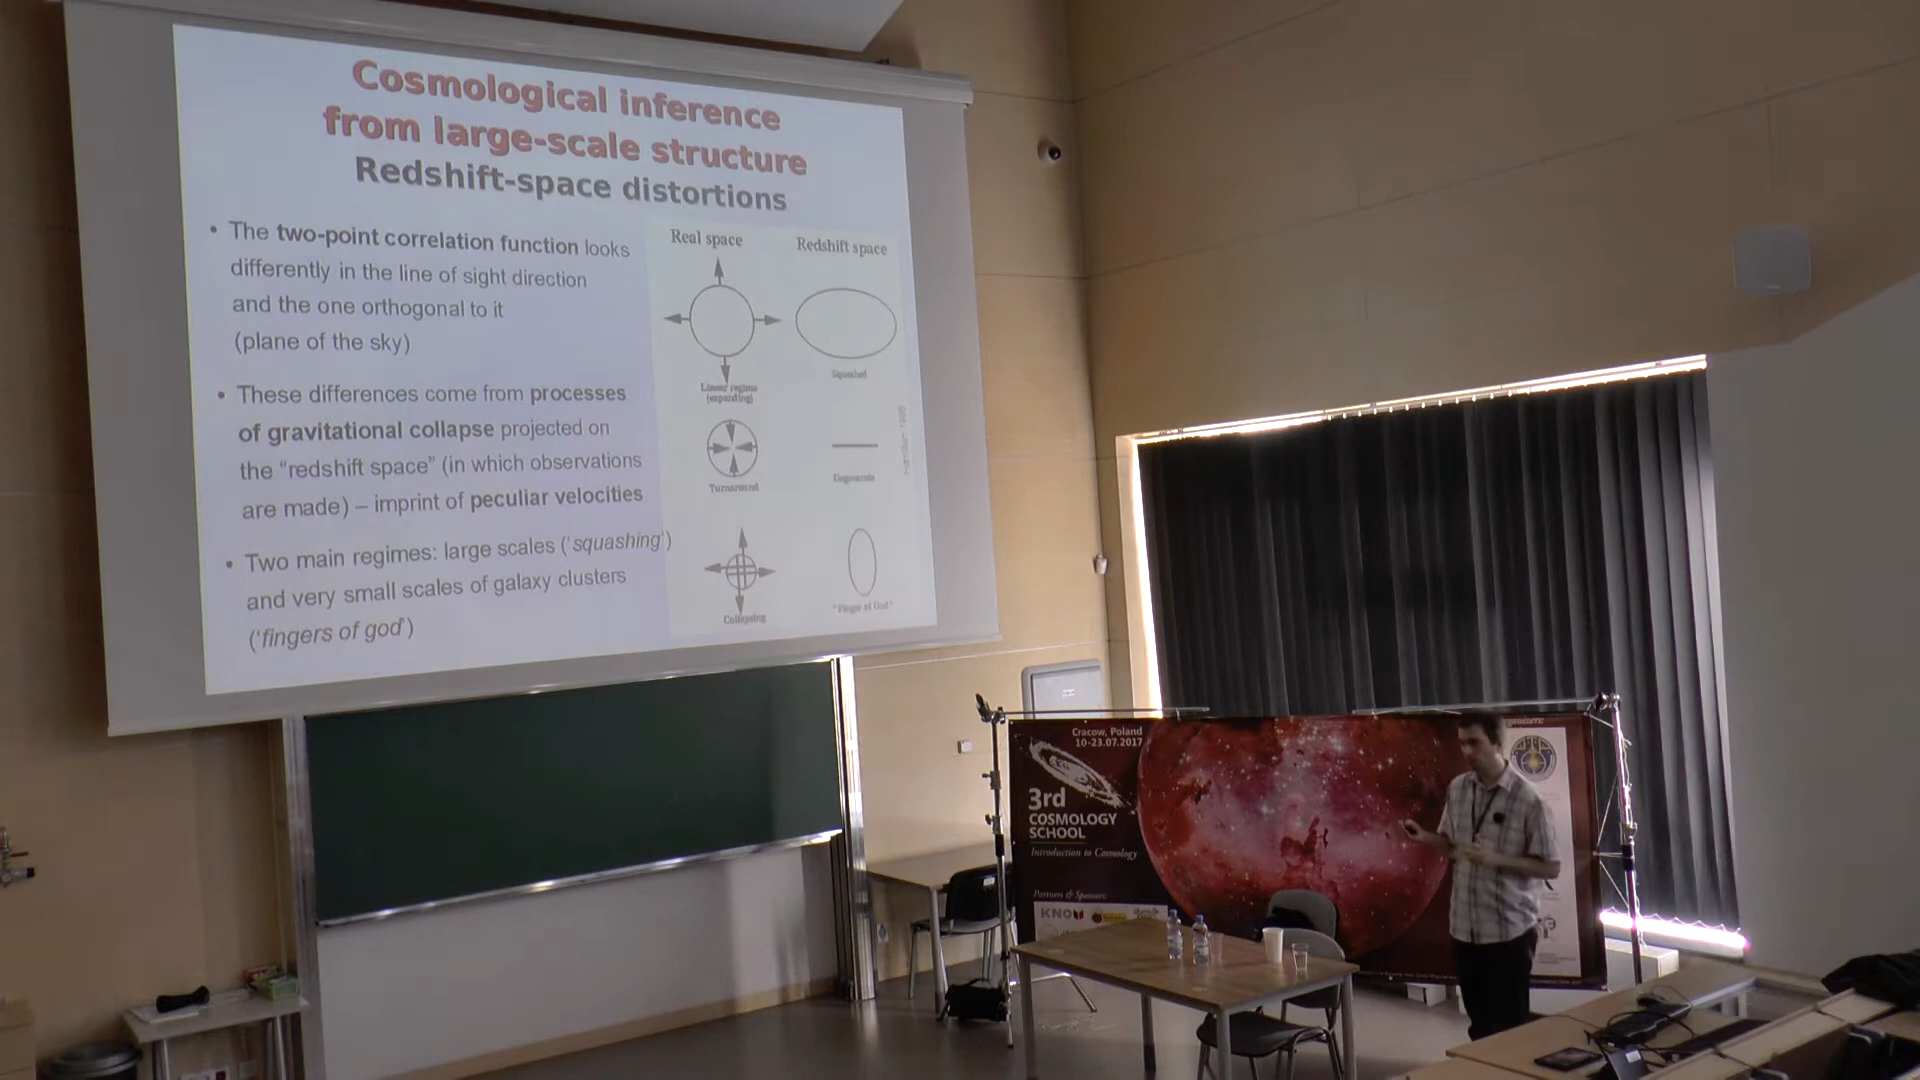 Cosmological inference
from large-scale structure
Redshift-space distortions
• The two-point correlation function looks
differently in the line of sight direction
and the one orthogonal to it
(plane of the sky)
• These differences come from processes
of gravitational collapse projected on
the “redshift space” (in which observations
are made) – imprint of peculiar velocities
• Two main regimes: large scales ('squashing')
and very small scales of galaxy clusters
('fingers of god')
Real space
Redshift space
Linear regime
(expanding)
Squashed
Turnaround
Degenerate
Collapsing
"Finger of God"
Hamilton 1998
Cracow, Poland
10-23.07.2017
3rd
COSMOLOGY
SCHOOL
Introduction to Cosmology
Partners & Sponsors:
KNOW